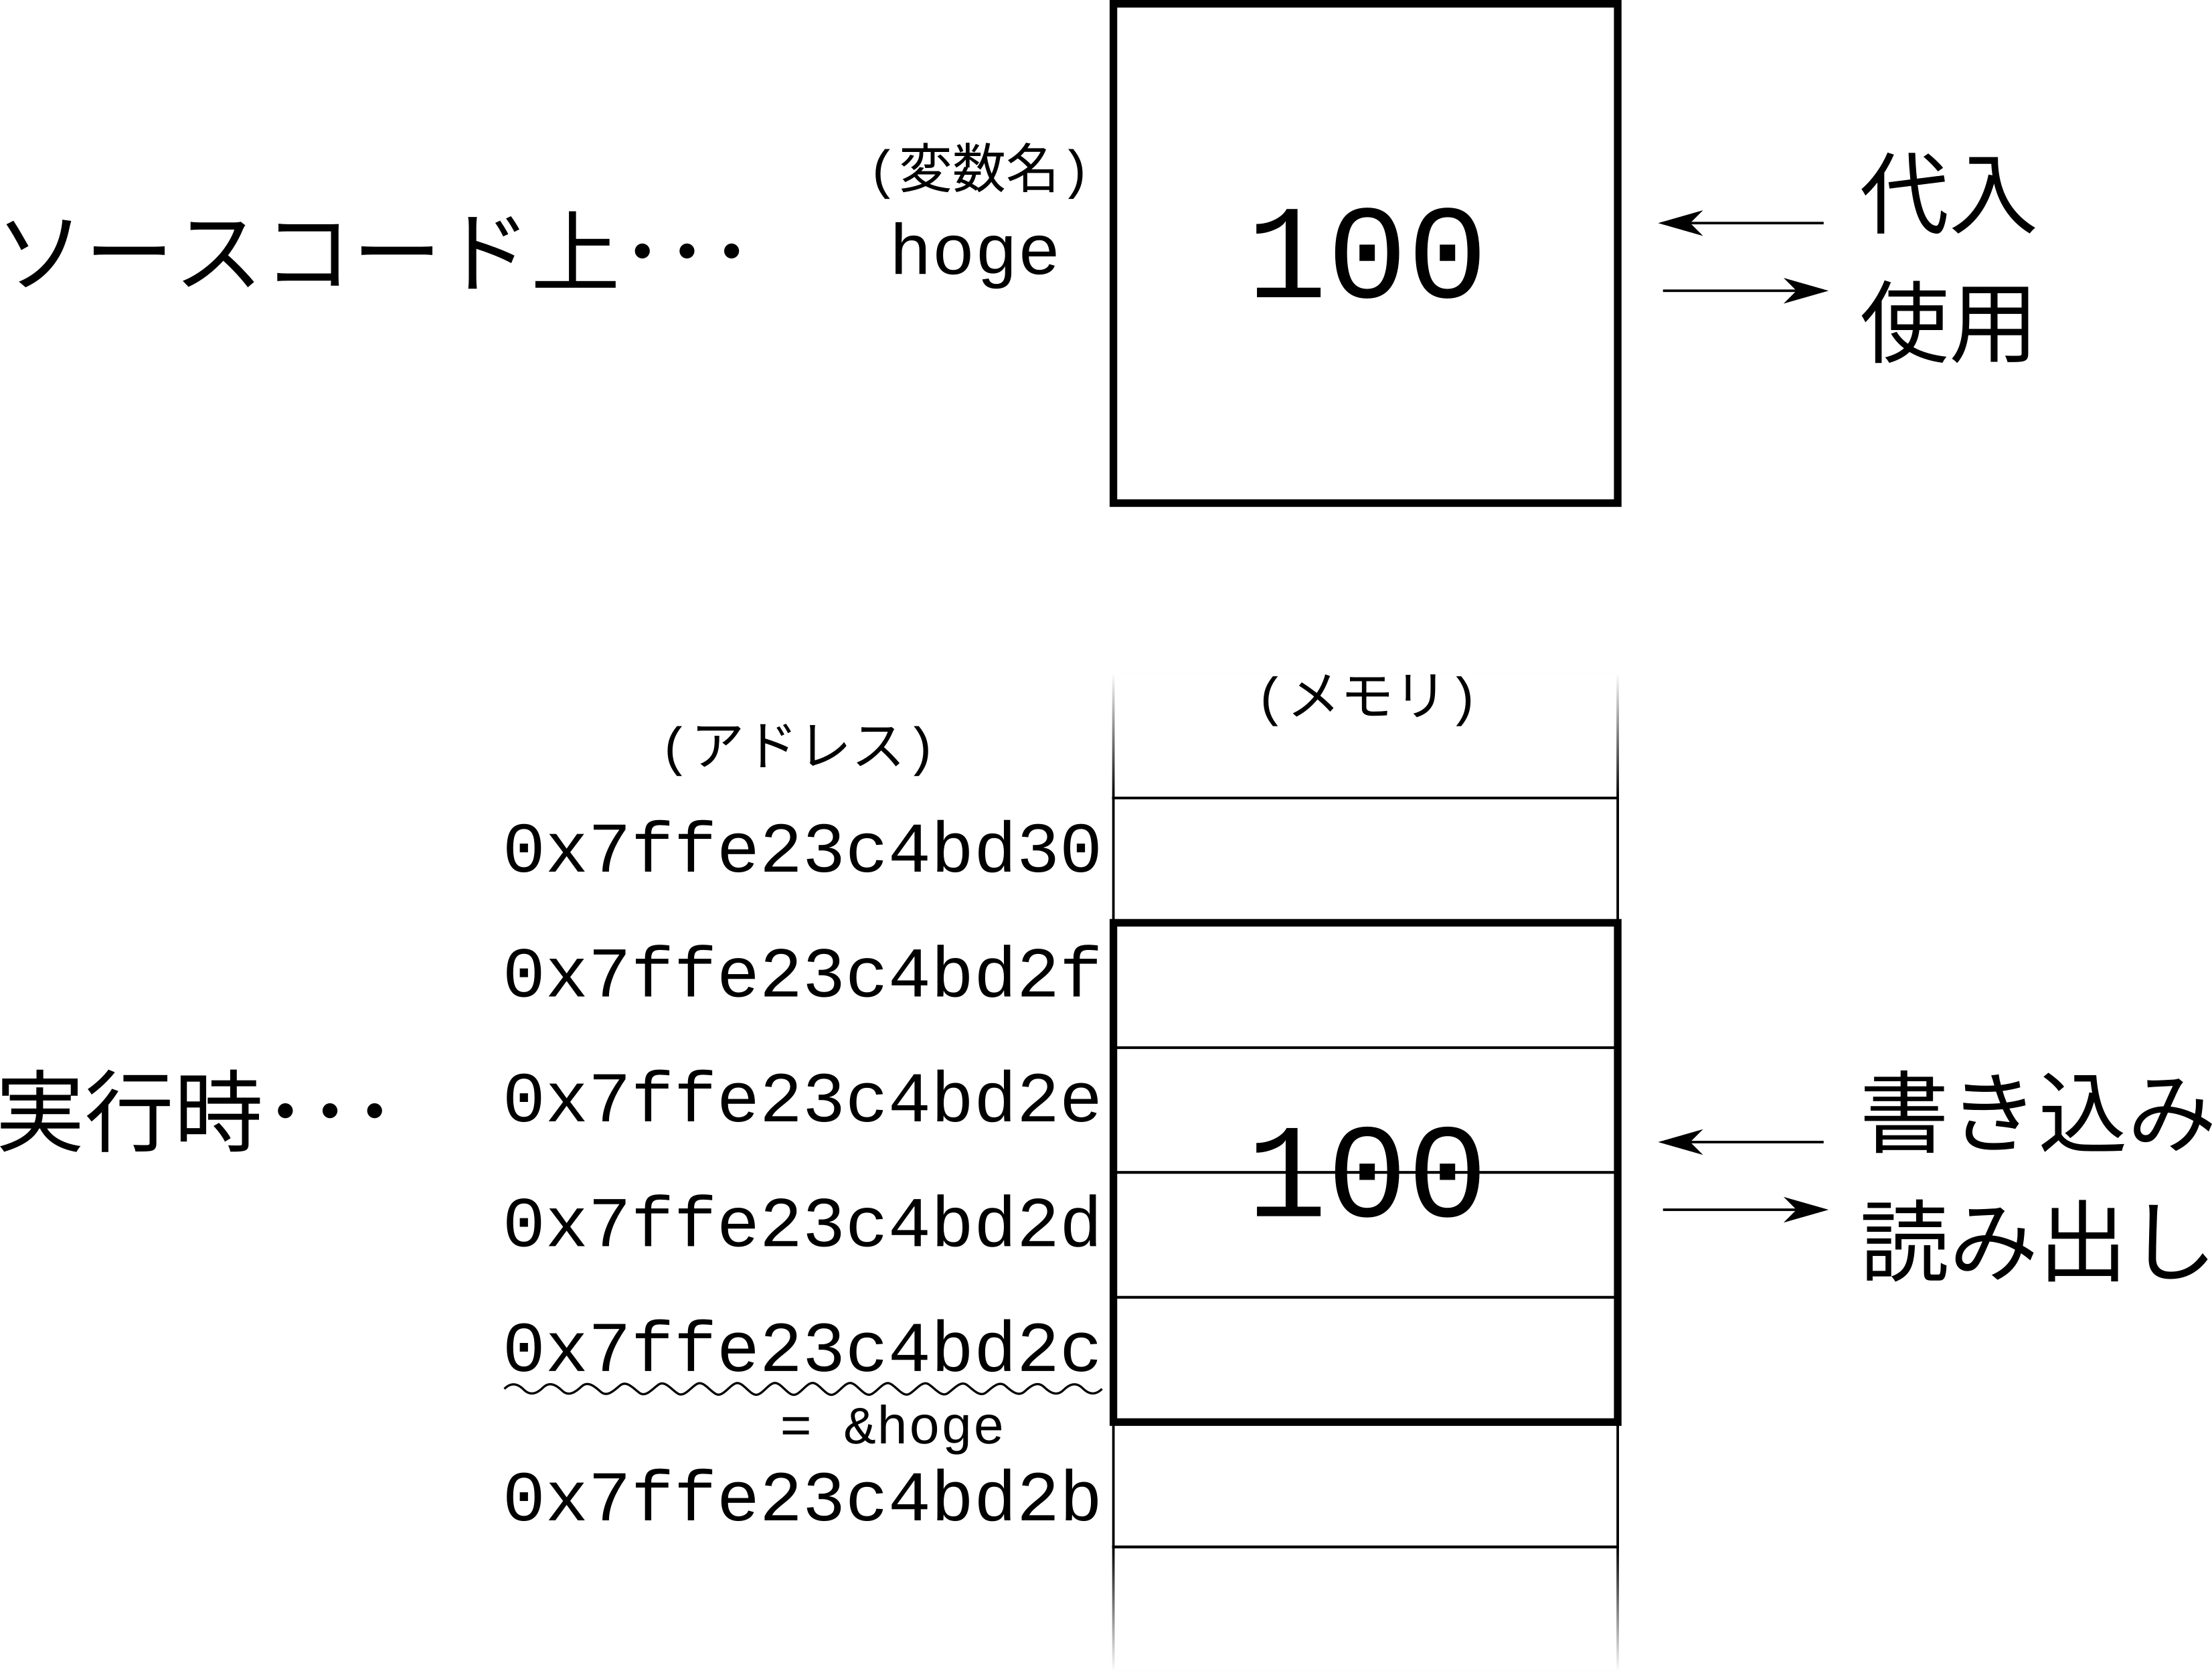 (変数名)
ソースコード上・・・
hoge
100
代入
使用
(メモリ)
(アドレス)
0x7ffe23c4bd30
0x7ffe23c4bd2f
0x7ffe23c4bd2e
実行時・・・
100
書き込み
読み出し
0x7ffe23c4bd2d
0x7ffe23c4bd2c
= &hoge
0x7ffe23c4bd2b